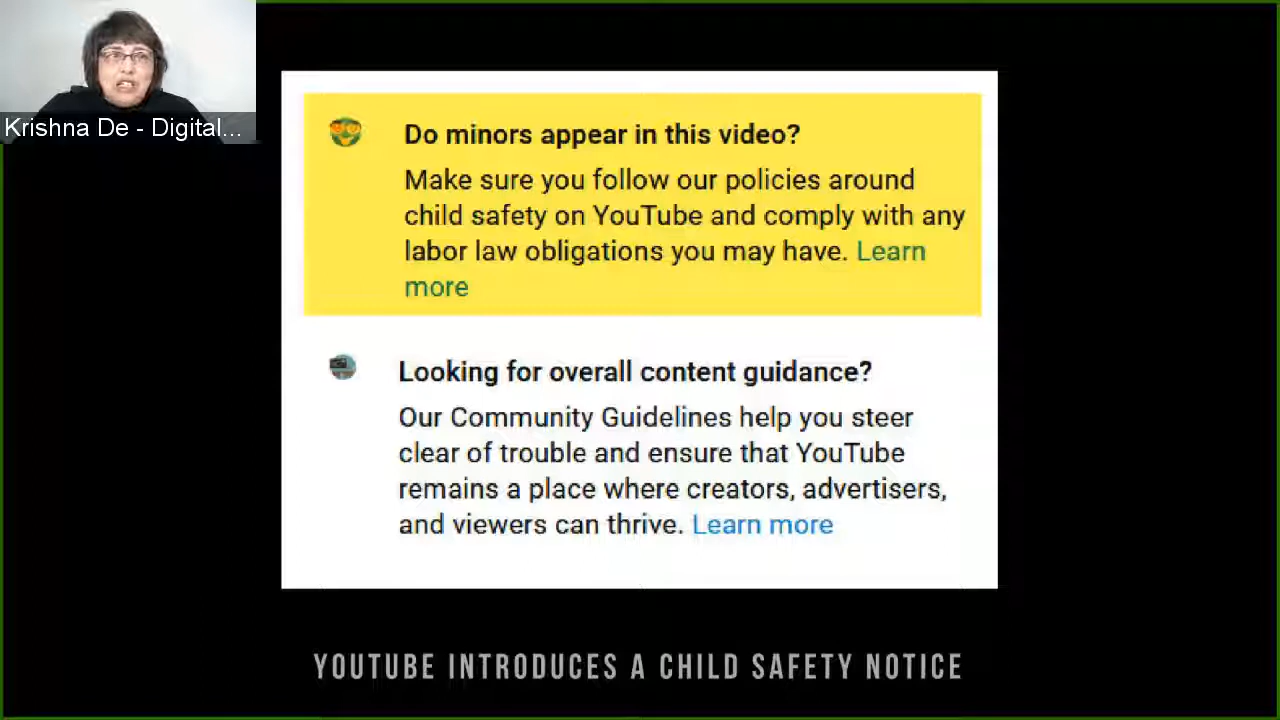 Krishna De - Digital...
Do minors appear in this video?
Make sure you follow our policies around
child safety on YouTube and comply with any
labor law obligations you may have. Learn
more
Looking for overall content guidance?
Our Community Guidelines help you steer
clear of trouble and ensure that YouTube
remains a place where creators, advertisers,
and viewers can thrive. Learn more
YOUTUBE INTRODUCES A CHILD SAFETY NOTICE